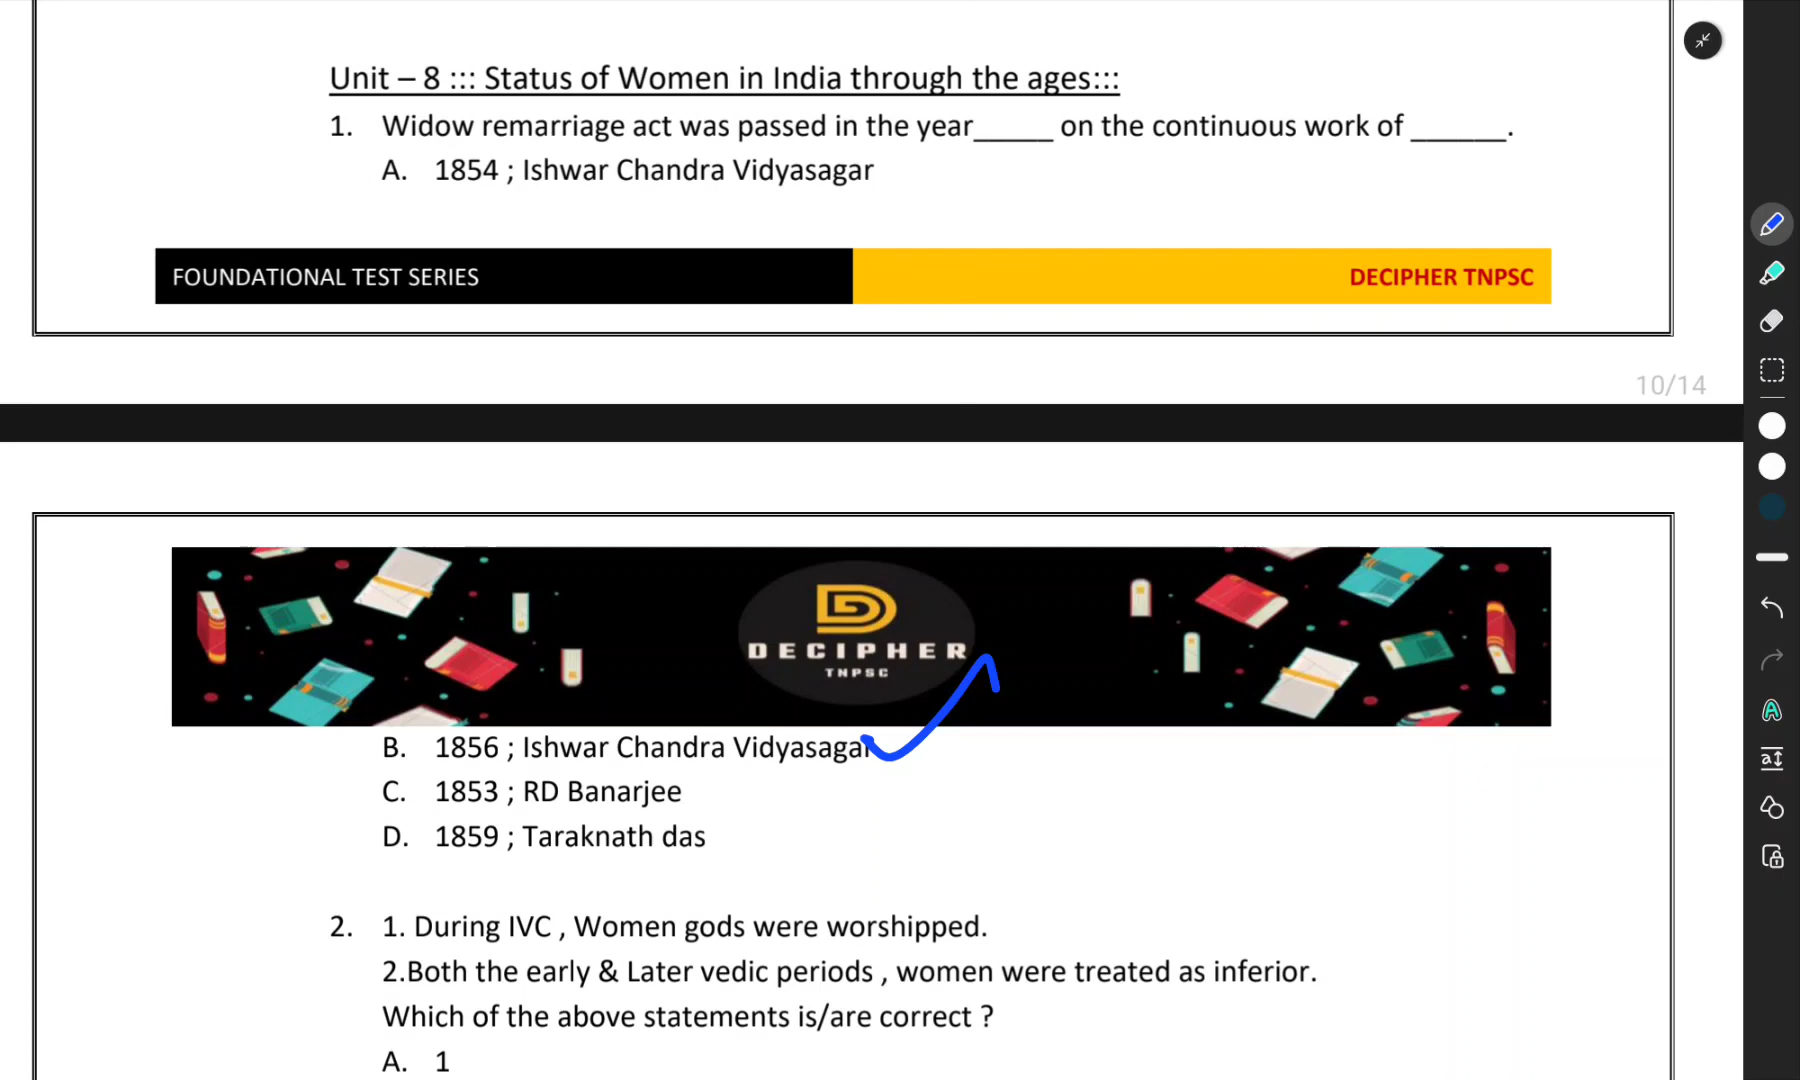 Unit – 8 ::: Status of Women in India through the ages:::
1. Widow remarriage act was passed in the year_____ on the continuous work of ______.
A. 1854 ; Ishwar Chandra Vidyasagar
FOUNDATIONAL TEST SERIES
DECIPHER TNPSC
10/14
DECIPHER
TNPSC
B. 1856 ; Ishwar Chandra Vidyasagar
C. 1853 ; RD Banarjee
D. 1859 ; Taraknath das
2. 1. During IVC , Women gods were worshipped.
2.Both the early & Later vedic periods , women were treated as inferior.
Which of the above statements is/are correct ?
A. 1